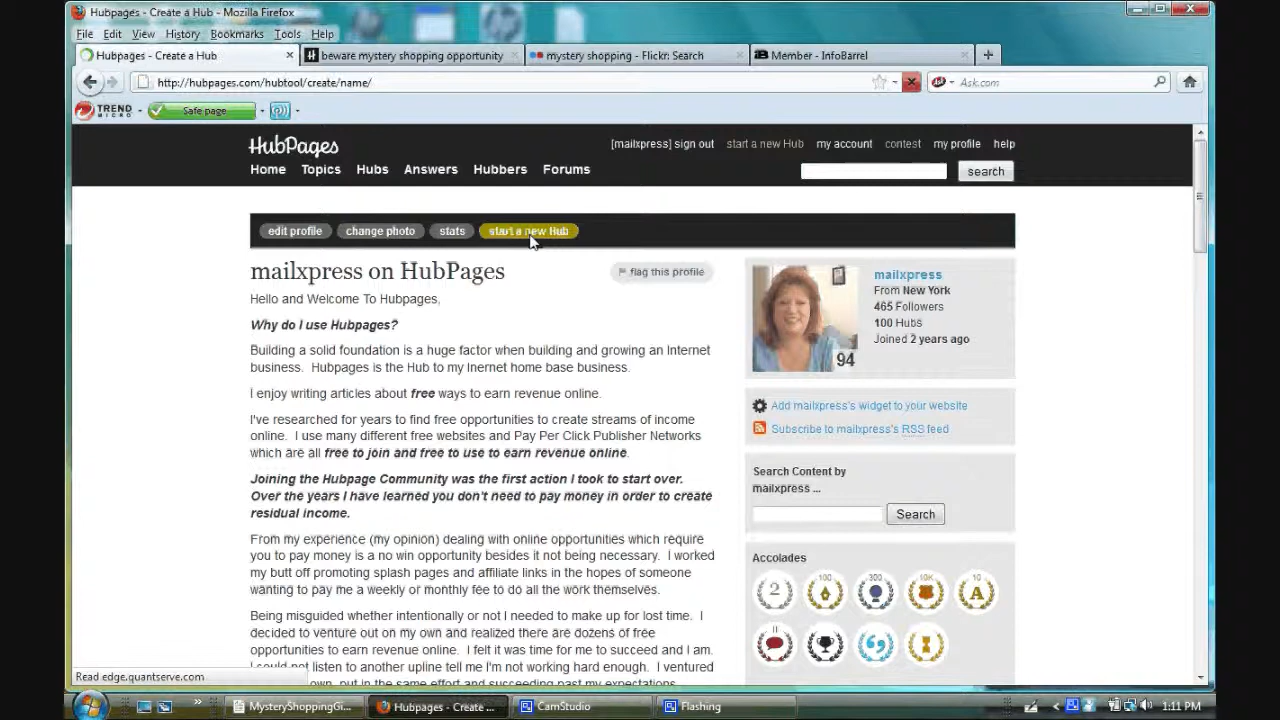 Hubpages - Create a Hub - Mozilla Firefox
File Edit View History Bookmarks Tools Help
Hubpages - Create a Hub
beware mystery shopping opportunity
mystery shopping - Flickr: Search
Member - InfoBarrel
http://hubpages.com/hubtool/create/name/
Ask.com
TREND MICRO
Safe page
HubPages
[mailxpress] sign out start a new Hub my account contest my profile help
Home Topics Hubs Answers Hubbers Forums
search
edit profile change photo stats start a new Hub
mailxpress on HubPages
flag this profile
Hello and Welcome To Hubpages,
Why do I use Hubpages?
Building a solid foundation is a huge factor when building and growing an Internet
business. Hubpages is the Hub to my Inernet home base business.
I enjoy writing articles about free ways to earn revenue online.
I've researched for years to find free opportunities to create streams of income
online. I use many different free websites and Pay Per Click Publisher Networks
which are all free to join and free to use to earn revenue online.
Joining the Hubpage Community was the first action I took to start over.
Over the years I have learned you don't need to pay money in order to create
residual income.
From my experience (my opinion) dealing with online opportunities which require
you to pay money is a no win opportunity besides it not being necessary. I worked
my butt off promoting splash pages and affiliate links in the hopes of someone
wanting to pay me a weekly or monthly fee to do all the work themselves.
Being misguided whether intentionally or not I needed to make up for lost time. I
decided to venture out on my own and realized there are dozens of free
opportunities to earn revenue online. I felt it was time for me to succeed and I am.
I could not listen to another upline tell me I'm not working hard enough. I ventured
own, put in the same effort and succeeding past my expectations
94
mailxpress
From New York
465 Followers
100 Hubs
Joined 2 years ago
Add mailxpress's widget to your website
Subscribe to mailxpress's RSS feed
Search Content by
mailxpress ...
Search
Accolades
2 100 300 10K 10
A
Read edge.quantserve.com
MysteryShoppingGi...
Hubpages - Create ...
CamStudio
Flashing
1:11 PM